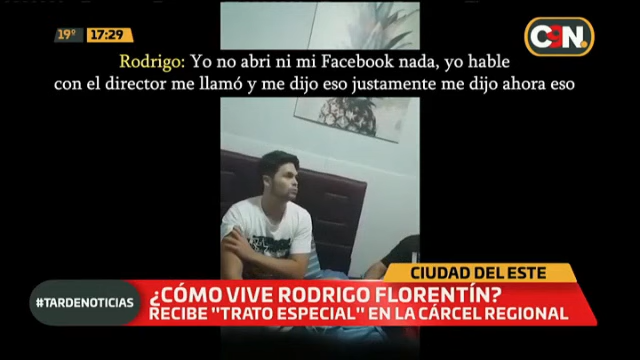 19° 17:29
C9N.
Rodrigo: Yo no abri ni mi Facebook nada, yo hable
con el director me llamó y me dijo eso justamente me dijo ahora eso
CIUDAD DEL ESTE
#TARDENOTICIAS
¿CÓMO VIVE RODRIGO FLORENTÍN?
RECIBE "TRATO ESPECIAL" EN LA CÁRCEL REGIONAL